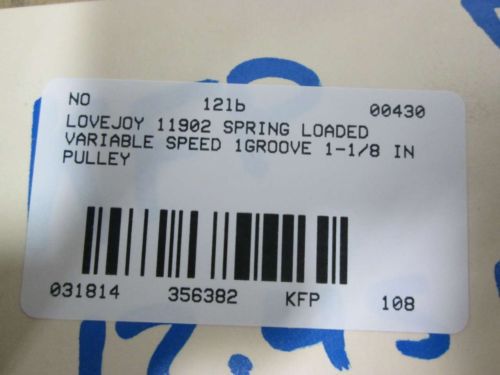 NO 12lb 00430
LOVEJOY 11902 SPRING LOADED
VARIABLE SPEED 1GROOVE 1-1/8 IN
PULLEY
031814 356382 KFP 108